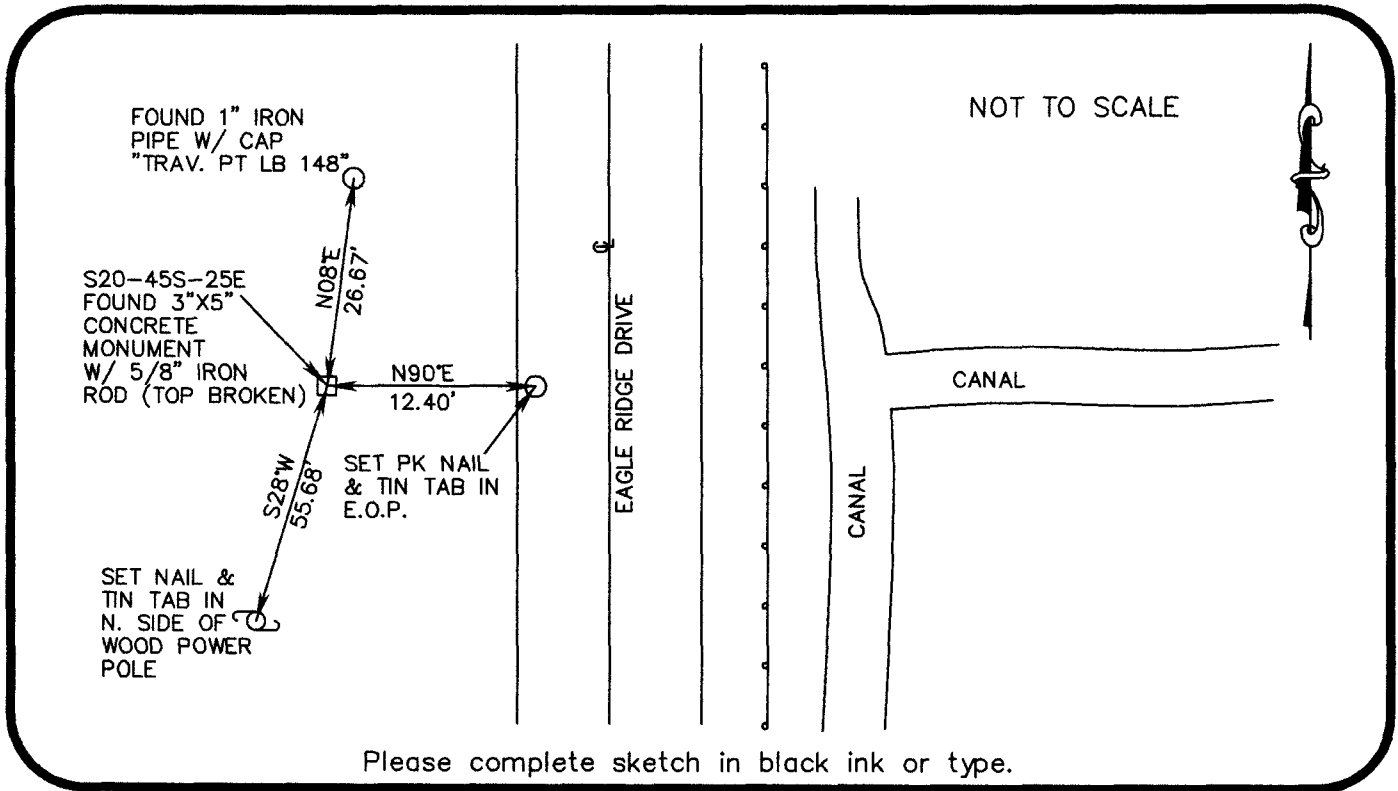 FOUND 1" IRON
PIPE W/ CAP
"TRAV. PT LB 148"
NOT TO SCALE
N08°E
26.67'
℄
S20-45S-25E
FOUND 3"X5"
CONCRETE
MONUMENT
W/ 5/8" IRON
ROD (TOP BROKEN)
N90°E
12.40'
EAGLE RIDGE DRIVE
CANAL
CANAL
S28°W
55.68'
SET PK NAIL
& TIN TAB IN
E.O.P.
SET NAIL &
TIN TAB IN
N. SIDE OF
WOOD POWER
POLE
Please complete sketch in black ink or type.